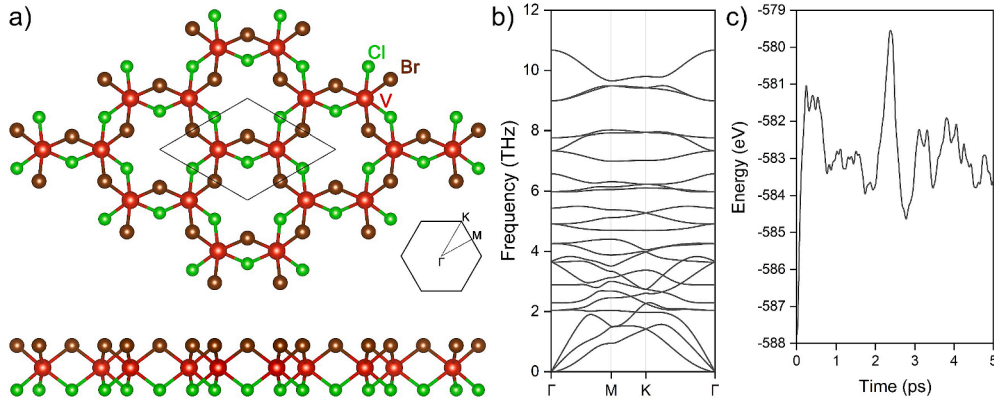 a)
Cl
Br
V
K
M
Γ
b)
Frequency (THz)
12
10
8
6
4
2
0
Γ
M
K
Γ
c)
Energy (eV)
-579
-580
-581
-582
-583
-584
-585
-586
-587
-588
0
1
2
3
4
5
Time (ps)